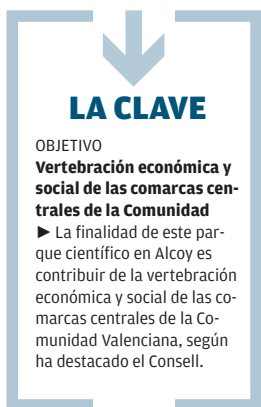 LA CLAVE
OBJETIVO
Vertebración económica y
social de las comarcas cen-
trales de la Comunidad
► La finalidad de este par-
que científico en Alcoy es
contribuir de la vertebración
económica y social de las co-
marcas centrales de la Co-
munidad Valenciana, según
ha destacado el Consell.